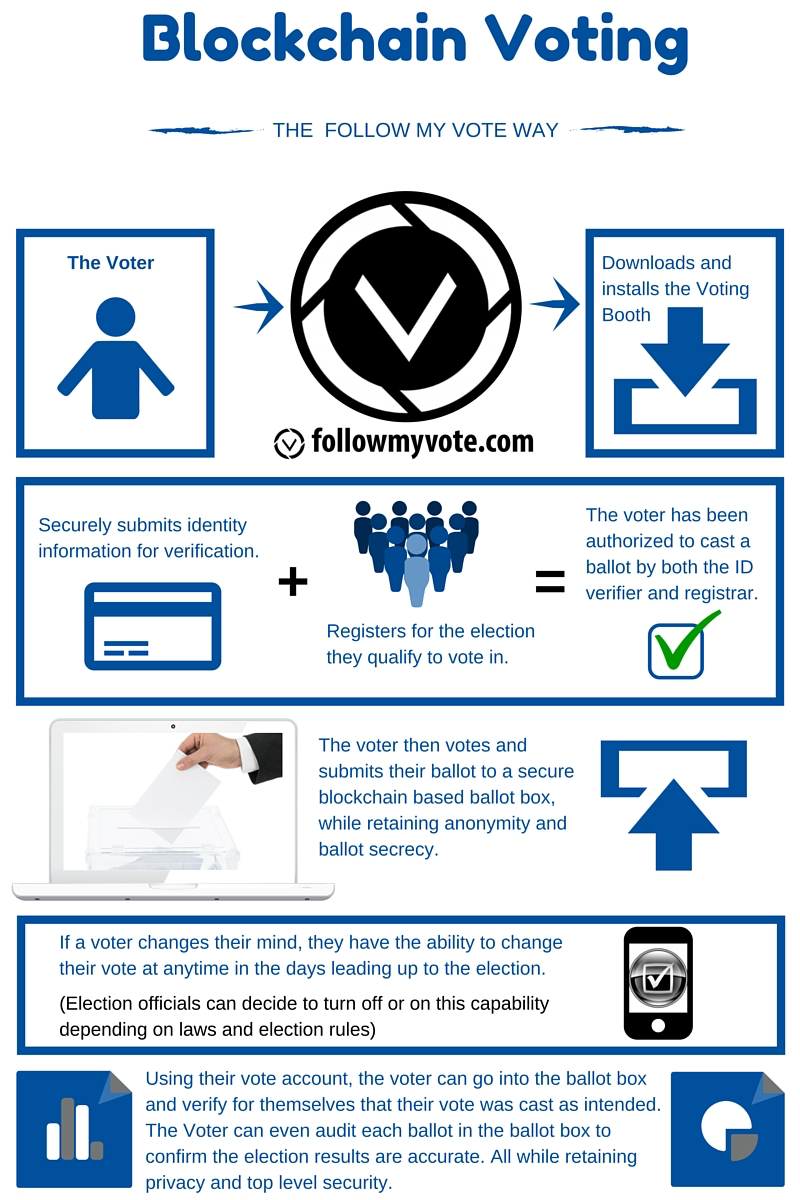 Blockchain Voting
THE FOLLOW MY VOTE WAY
The Voter
followmyvote.com
Downloads and
installs the Voting
Booth
Securely submits identity
information for verification.
+
Registers for the election
they qualify to vote in.
=
The voter has been
authorized to cast a
ballot by both the ID
verifier and registrar.
The voter then votes and
submits their ballot to a secure
blockchain based ballot box,
while retaining anonymity and
ballot secrecy.
If a voter changes their mind, they have the ability to change
their vote at anytime in the days leading up to the election.
(Election officials can decide to turn off or on this capability
depending on laws and election rules)
Using their vote account, the voter can go into the ballot box
and verify for themselves that their vote was cast as intended.
The Voter can even audit each ballot in the ballot box to
confirm the election results are accurate. All while retaining
privacy and top level security.